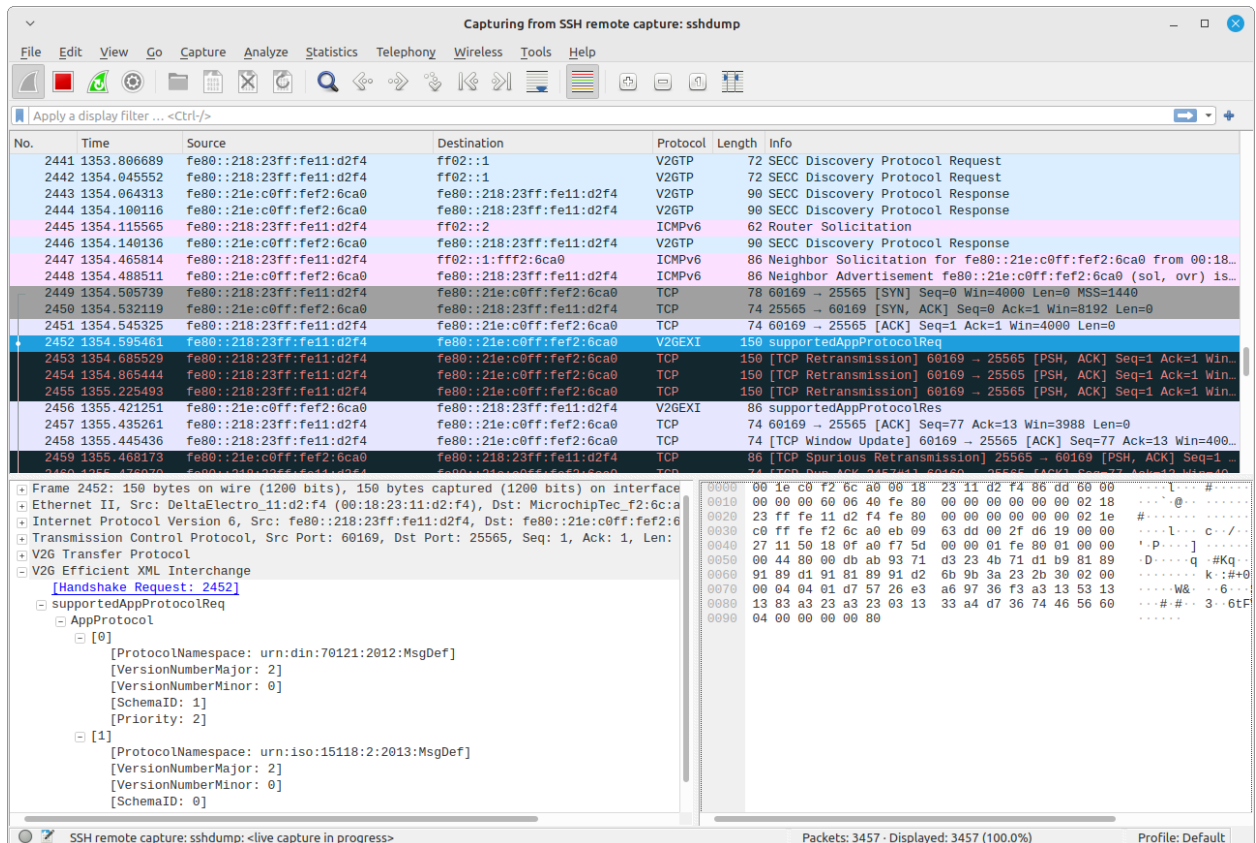 Capturing from SSH remote capture: sshdump
File Edit View Go Capture Analyze Statistics Telephony Wireless Tools Help
Apply a display filter … <Ctrl-/>
No. Time Source Destination Protocol Length Info
2441 1353.806689 fe80::218:23ff:fe11:d2f4 ff02::1 V2GTP 72 SECC Discovery Protocol Request
2442 1354.045552 fe80::218:23ff:fe11:d2f4 ff02::1 V2GTP 72 SECC Discovery Protocol Request
2443 1354.064313 fe80::21e:c0ff:fef2:6ca0 fe80::218:23ff:fe11:d2f4 V2GTP 90 SECC Discovery Protocol Response
2444 1354.100116 fe80::21e:c0ff:fef2:6ca0 fe80::218:23ff:fe11:d2f4 V2GTP 90 SECC Discovery Protocol Response
2445 1354.115565 fe80::218:23ff:fe11:d2f4 ff02::2 ICMPv6 62 Router Solicitation
2446 1354.140136 fe80::21e:c0ff:fef2:6ca0 fe80::218:23ff:fe11:d2f4 V2GTP 90 SECC Discovery Protocol Response
2447 1354.465814 fe80::218:23ff:fe11:d2f4 ff02::1:fff2:6ca0 ICMPv6 86 Neighbor Solicitation for fe80::21e:c0ff:fef2:6ca0 from 00:18…
2448 1354.488511 fe80::21e:c0ff:fef2:6ca0 fe80::218:23ff:fe11:d2f4 ICMPv6 86 Neighbor Advertisement fe80::21e:c0ff:fef2:6ca0 (sol, ovr) is…
2449 1354.505739 fe80::218:23ff:fe11:d2f4 fe80::21e:c0ff:fef2:6ca0 TCP 78 60169 → 25565 [SYN] Seq=0 Win=4000 Len=0 MSS=1440
2450 1354.532119 fe80::21e:c0ff:fef2:6ca0 fe80::218:23ff:fe11:d2f4 TCP 74 25565 → 60169 [SYN, ACK] Seq=0 Ack=1 Win=8192 Len=0
2451 1354.545325 fe80::218:23ff:fe11:d2f4 fe80::21e:c0ff:fef2:6ca0 TCP 74 60169 → 25565 [ACK] Seq=1 Ack=1 Win=4000 Len=0
2452 1354.595461 fe80::218:23ff:fe11:d2f4 fe80::21e:c0ff:fef2:6ca0 V2GEXI 150 supportedAppProtocolReq
2453 1354.685529 fe80::218:23ff:fe11:d2f4 fe80::21e:c0ff:fef2:6ca0 TCP 150 [TCP Retransmission] 60169 → 25565 [PSH, ACK] Seq=1 Ack=1 Win…
2454 1354.865444 fe80::218:23ff:fe11:d2f4 fe80::21e:c0ff:fef2:6ca0 TCP 150 [TCP Retransmission] 60169 → 25565 [PSH, ACK] Seq=1 Ack=1 Win…
2455 1355.225493 fe80::218:23ff:fe11:d2f4 fe80::21e:c0ff:fef2:6ca0 TCP 150 [TCP Retransmission] 60169 → 25565 [PSH, ACK] Seq=1 Ack=1 Win…
2456 1355.421251 fe80::21e:c0ff:fef2:6ca0 fe80::218:23ff:fe11:d2f4 V2GEXI 86 supportedAppProtocolRes
2457 1355.435261 fe80::218:23ff:fe11:d2f4 fe80::21e:c0ff:fef2:6ca0 TCP 74 60169 → 25565 [ACK] Seq=77 Ack=13 Win=3988 Len=0
2458 1355.445436 fe80::218:23ff:fe11:d2f4 fe80::21e:c0ff:fef2:6ca0 TCP 74 [TCP Window Update] 60169 → 25565 [ACK] Seq=77 Ack=13 Win=400…
2459 1355.468173 fe80::21e:c0ff:fef2:6ca0 fe80::218:23ff:fe11:d2f4 TCP 86 [TCP Spurious Retransmission] 25565 → 60169 [PSH, ACK] Seq=1 …
Frame 2452: 150 bytes on wire (1200 bits), 150 bytes captured (1200 bits) on interface
Ethernet II, Src: DeltaElectro_11:d2:f4 (00:18:23:11:d2:f4), Dst: MicrochipTec_f2:6c:a
Internet Protocol Version 6, Src: fe80::218:23ff:fe11:d2f4, Dst: fe80::21e:c0ff:fef2:6
Transmission Control Protocol, Src Port: 60169, Dst Port: 25565, Seq: 1, Ack: 1, Len:
V2G Transfer Protocol
V2G Efficient XML Interchange
[Handshake Request: 2452]
supportedAppProtocolReq
AppProtocol
[0]
[ProtocolNamespace: urn:din:70121:2012:MsgDef]
[VersionNumberMajor: 2]
[VersionNumberMinor: 0]
[SchemaID: 1]
[Priority: 2]
[1]
[ProtocolNamespace: urn:iso:15118:2:2013:MsgDef]
[VersionNumberMajor: 2]
[VersionNumberMinor: 0]
[SchemaID: 0]
0000 00 1e c0 f2 6c a0 00 18 23 11 d2 f4 86 dd 60 00 ····l··· #·····`·
0010 00 00 00 60 06 40 fe 80 00 00 00 00 00 00 02 18 ···`·@·· ········
0020 23 ff fe 11 d2 f4 fe 80 00 00 00 00 00 00 02 1e #······· ········
0030 c0 ff fe f2 6c a0 eb 09 63 dd 00 2f d6 19 00 00 ····l··· c··/····
0040 27 11 50 18 0f a0 f7 5d 00 00 01 fe 80 01 00 00 '·P····] ········
0050 00 44 80 00 db ab 93 71 d3 23 4b 71 d1 b9 81 89 ·D·····q ·#Kq····
0060 91 89 d1 91 81 89 91 d2 6b 9b 3a 23 2b 30 02 00 ········ k·:#+0
0070 00 04 04 01 d7 57 26 e3 a6 97 36 f3 a3 13 53 13 ·····W&· ··6···
0080 13 83 a3 23 a3 23 03 13 33 a4 d7 36 74 46 56 60 ···#·#·· 3··6tF
0090 04 00 00 00 00 80 ······
SSH remote capture: sshdump: <live capture in progress>
Packets: 3457 · Displayed: 3457 (100.0%)
Profile: Default